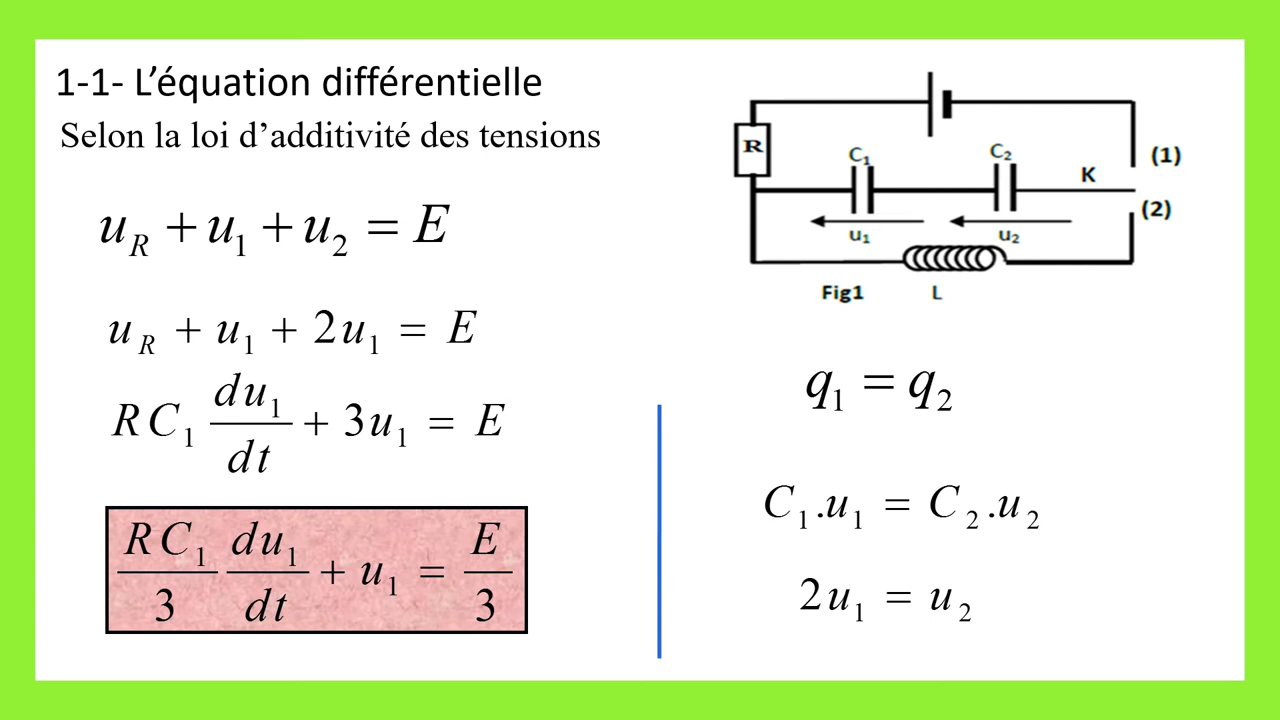 1-1- L’équation différentielle
Selon la loi d’additivité des tensions
u_R + u_1 + u_2 = E
u_R + u_1 + 2u_1 = E
RC_1 du_1/dt + 3u_1 = E
RC_1/3 du_1/dt + u_1 = E/3
R
C₁
C₂
K
(1)
(2)
u₁
u₂
Fig1
L
q_1 = q_2
C_1.u_1 = C_2.u_2
2u_1 = u_2